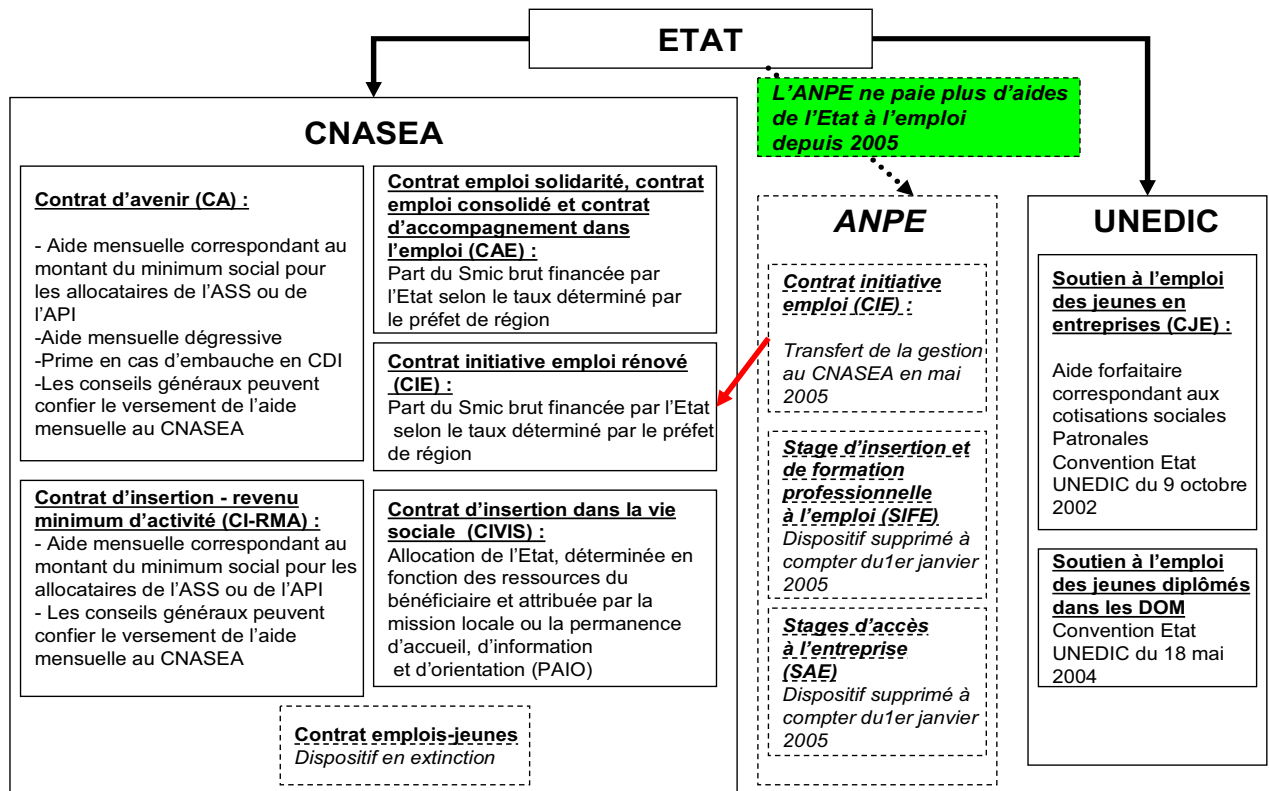 ETAT
L'ANPE ne paie plus d'aides
de l'Etat à l'emploi
depuis 2005
CNASEA
Contrat d'avenir (CA) :
- Aide mensuelle correspondant au
montant du minimum social pour
les allocataires de l'ASS ou de
l'API
-Aide mensuelle dégressive
-Prime en cas d'embauche en CDI
-Les conseils généraux peuvent
confier le versement de l'aide
mensuelle au CNASEA
Contrat emploi solidarité, contrat
emploi consolidé et contrat
d'accompagnement dans
l'emploi (CAE) :
Part du Smic brut financée par
l'Etat selon le taux déterminé par
le préfet de région
Contrat initiative emploi rénové
(CIE) :
Part du Smic brut financée par l'Etat
selon le taux déterminé par le préfet
de région
Contrat d'insertion - revenu
minimum d'activité (CI-RMA) :
- Aide mensuelle correspondant au
montant du minimum social pour les
allocataires de l'ASS ou de l'API
- Les conseils généraux peuvent
confier le versement de l'aide
mensuelle au CNASEA
Contrat d'insertion dans la vie
sociale (CIVIS) :
Allocation de l'Etat, déterminée en
fonction des ressources du
bénéficiaire et attribuée par la
mission locale ou la permanence
d'accueil, d'information
et d'orientation (PAIO)
Contrat emplois-jeunes
Dispositif en extinction
ANPE
Contrat initiative
emploi (CIE) :
Transfert de la gestion
au CNASEA en mai
2005
Stage d'insertion et
de formation
professionnelle
à l'emploi (SIFE)
Dispositif supprimé à
compter du1er janvier
2005
Stages d'accès
à l'entreprise
(SAE)
Dispositif supprimé à
compter du1er janvier
2005
UNEDIC
Soutien à l'emploi
des jeunes en
entreprises (CJE) :
Aide forfaitaire
correspondant aux
cotisations sociales
Patronales
Convention Etat
UNEDIC du 9 octobre
2002
Soutien à l'emploi
des jeunes diplômés
dans les DOM
Convention Etat
UNEDIC du 18 mai
2004